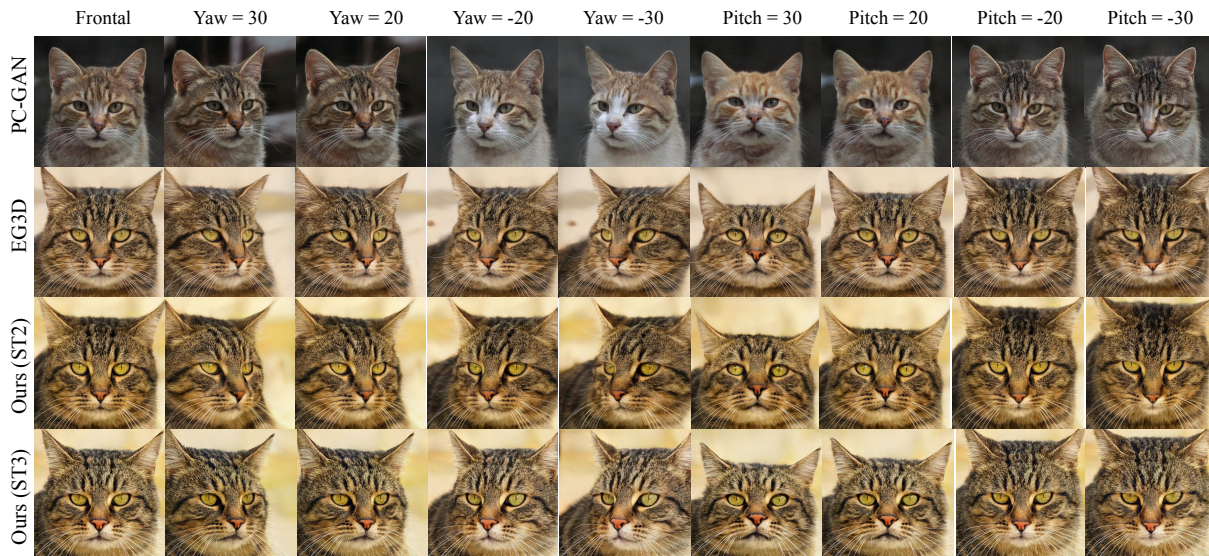 Frontal
Yaw = 30
Yaw = 20
Yaw = -20
Yaw = -30
Pitch = 30
Pitch = 20
Pitch = -20
Pitch = -30
PC-GAN
EG3D
Ours (ST2)
Ours (ST3)